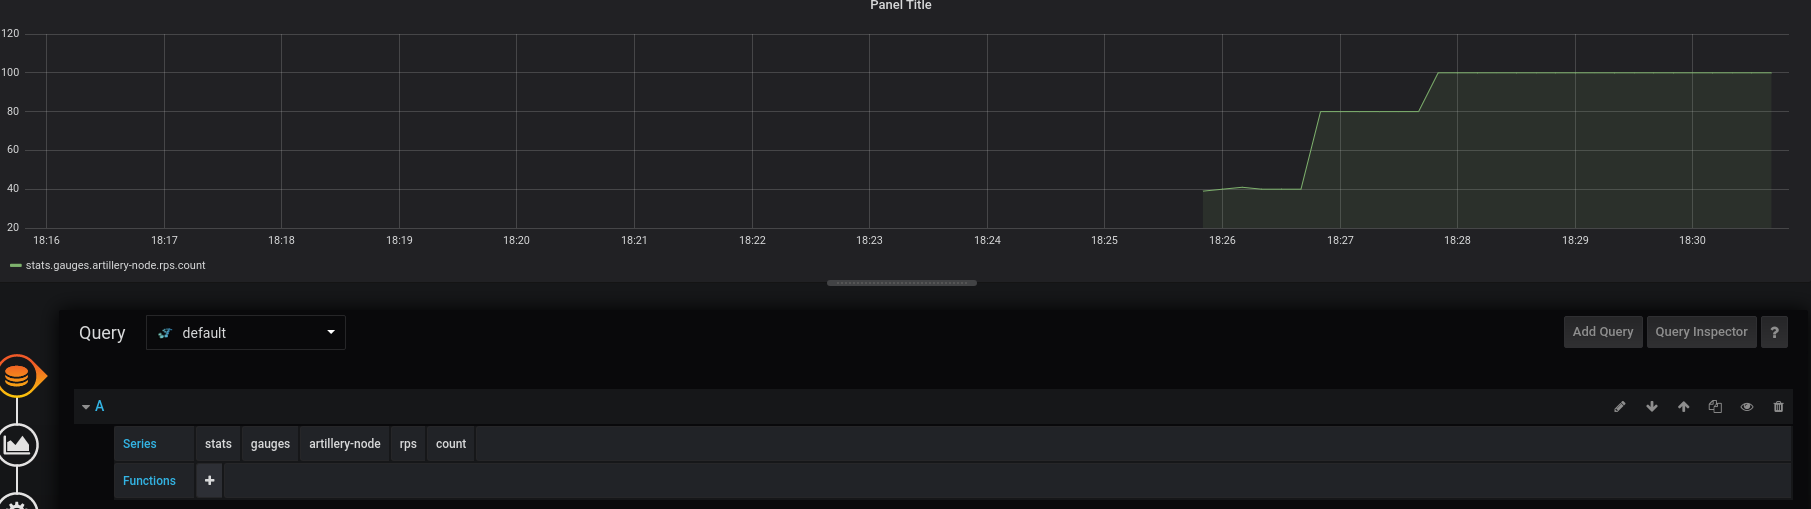 Panel Title
120
100
80
60
40
20
18:16 18:17 18:18 18:19 18:20 18:21 18:22 18:23 18:24 18:25 18:26 18:27 18:28 18:29 18:30
stats.gauges.artillery-node.rps.count
Query default Add Query Query Inspector ?
A
Series stats gauges artillery-node rps count
Functions +